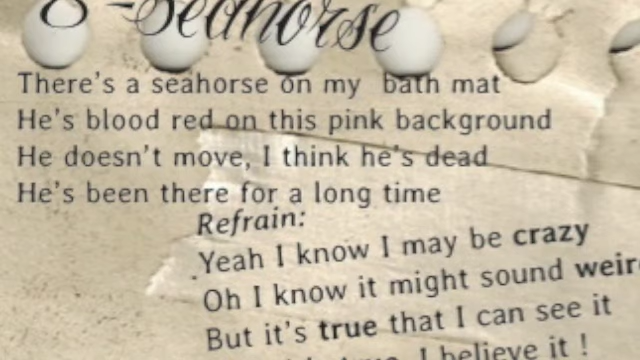 8-Seahorse
There's a seahorse on my bath mat
He's blood red on this pink background
He doesn't move, I think he's dead
He's been there for a long time
Refrain:
Yeah I know I may be crazy
Oh I know it might sound weird
But it's true that I can see it
I believe it !